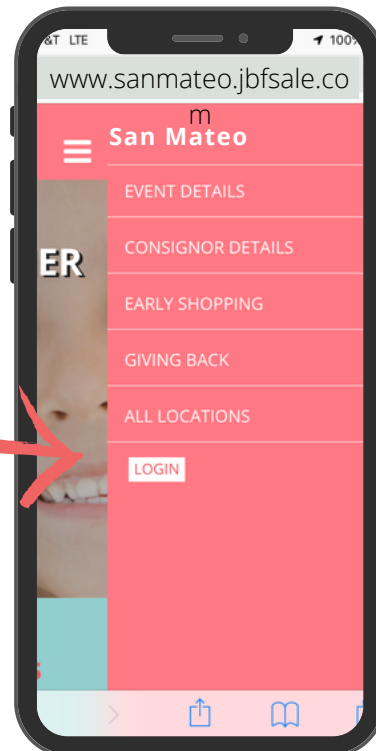 &T LTE 100%
www.sanmateo.jbfsale.co
m
San Mateo
EVENT DETAILS
ER
CONSIGNOR DETAILS
EARLY SHOPPING
GIVING BACK
ALL LOCATIONS
LOGIN
S